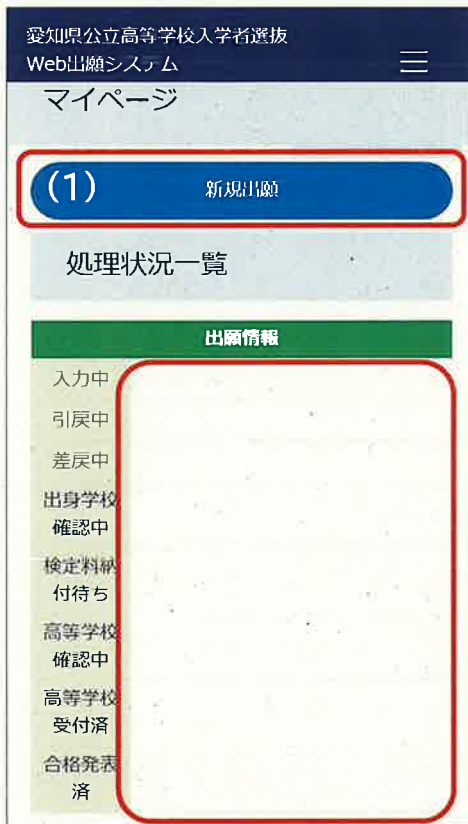 愛知県公立高等学校入学者選抜
Web出願システム
マイページ
(1) 新規出願
処理状況一覧
出願情報
入力中
引戻中
差戻中
出身学校
確認中
検定料納
付待ち
高等学校
確認中
高等学校
受付済
合格発表
済